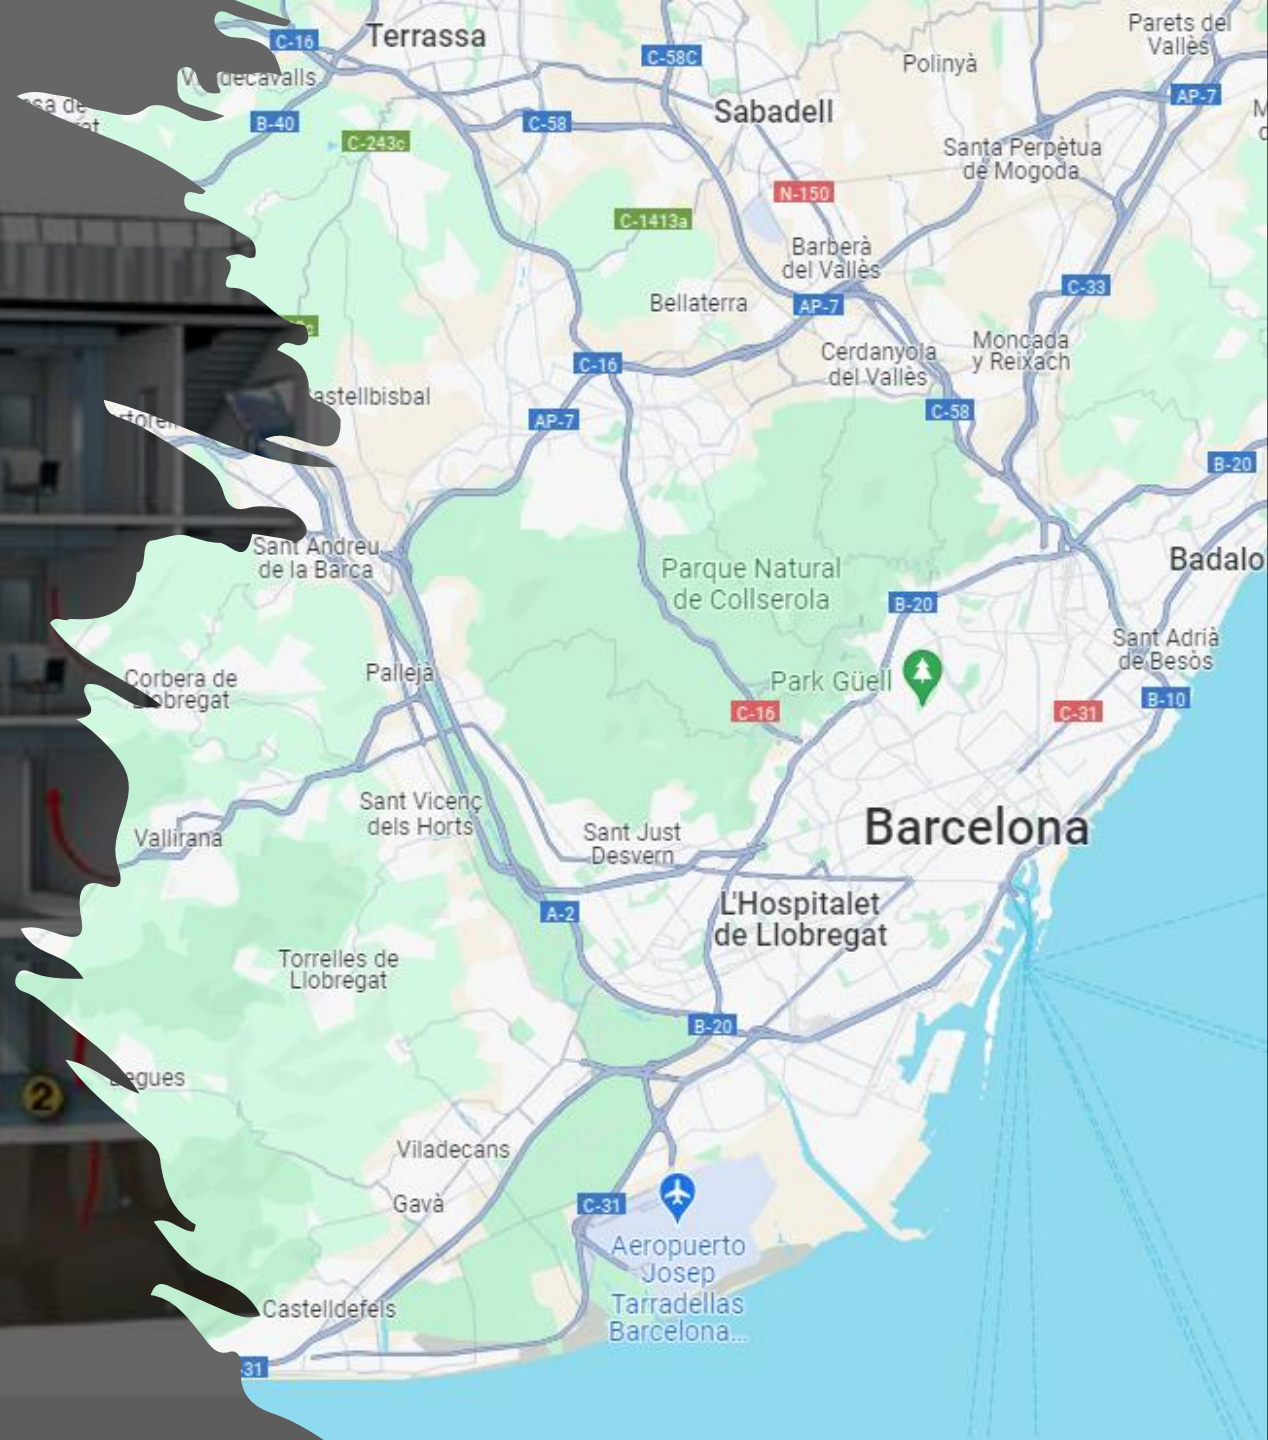 Terrassa
C-16
C-58C
Parets del
Vallès
Polinyà
AP-7
Sabadell
B-40
C-58
C-243c
Santa Perpètua
de Mogoda
N-150
C-1413a
Barberà
del Vallès
C-33
Bellaterra
AP-7
Moncada
y Reixach
Cerdanyola
del Vallès
C-16
astellbisbal
AP-7
C-58
B-20
Sant Andreu
de la Barca
Badalo
Parque Natural
de Collserola
B-20
Sant Adrià
de Besòs
Pallejà
Park Güell
Corbera de
Llobregat
C-16
C-31
B-10
Sant Vicenç
dels Horts
Barcelona
Vallirana
Sant Just
Desvern
A-2
L'Hospitalet
de Llobregat
Torrelles de
Llobregat
B-20
Begues
2
Viladecans
Gavà
C-31
Aeropuerto
Josep
Tarradellas
Barcelona...
Castelldefels
-31